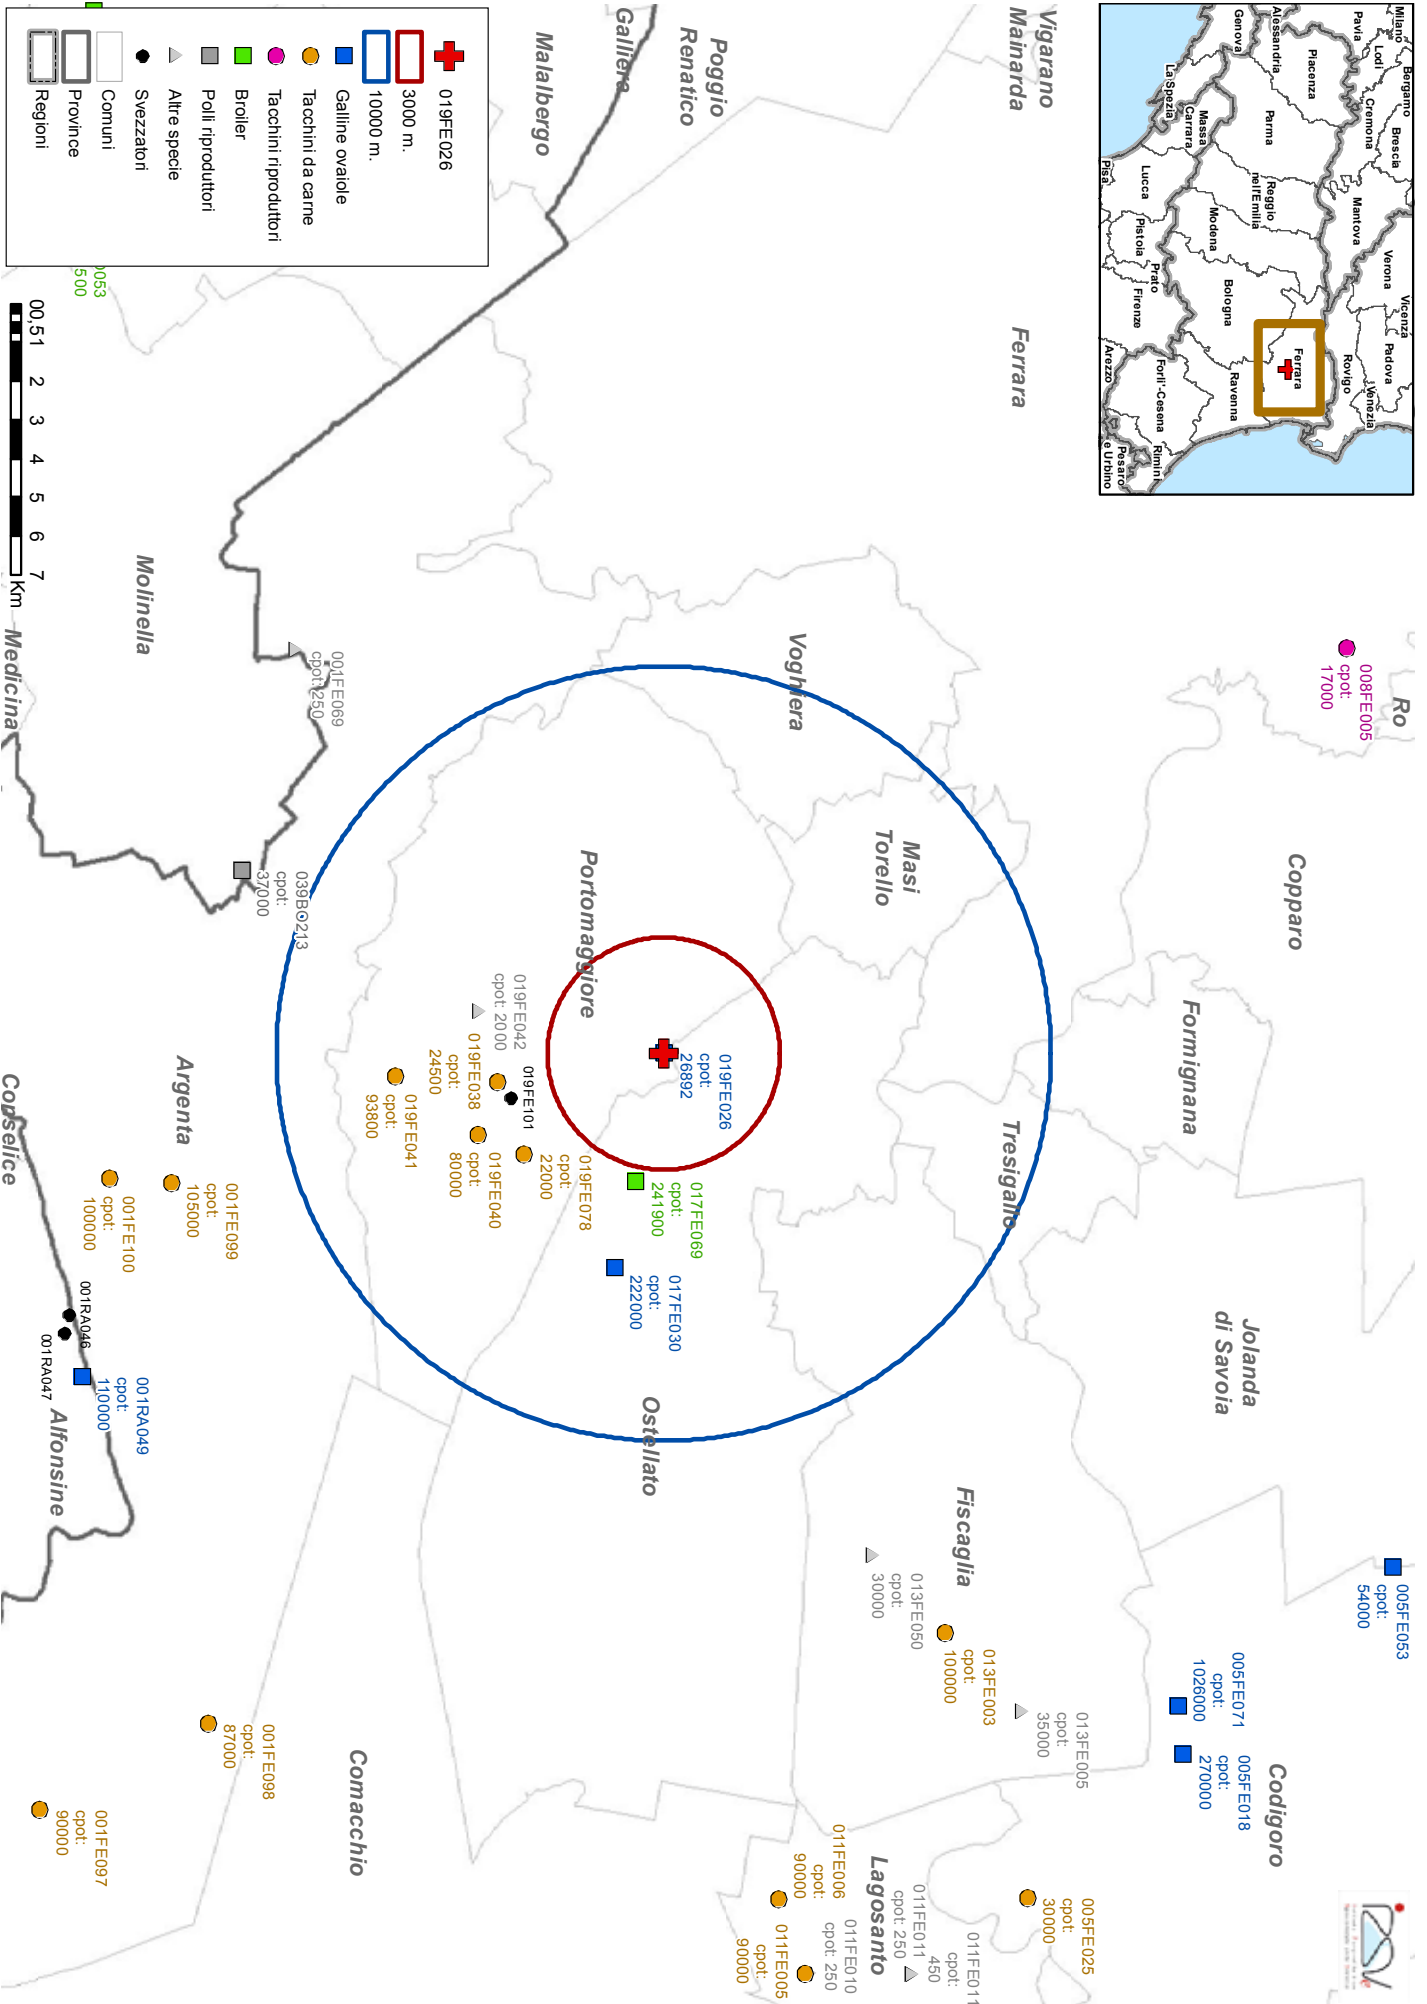 Milano
Bergamo
Brescia
Vicenza
Padova
Venezia
Pavia
Lodi
Cremona
Mantova
Verona
Rovigo
Alessandria
Piacenza
Parma
Reggio
nell'Emilia
Modena
Bologna
Ferrara
Ravenna
Genova
La Spezia
Massa
Carrara
Lucca
Pistoia
Prato
Firenze
Forli'-Cesena
Rimini
Pisa
Arezzo
Pesaro
e Urbino
Vigarano
Mainarda
Poggio
Renatico
Galliera
Malalbergo
Ferrara
Ro
008FE005
cpot:
17000
Copparo
Formignana
Jolanda
di Savoia
005FE053
cpot:
54000
005FE071
cpot:
1026000
005FE018
cpot:
270000
Codigoro
Voghiera
Masi
Torello
Tresigallo
Fiscaglia
013FE050
cpot:
30000
013FE003
cpot:
100000
013FE005
cpot:
35000
005FE025
cpot:
30000
Portomaggiore
019FE026
cpot:
26892
017FE069
cpot:
241900
017FE030
cpot:
222000
Ostellato
019FE042
cpot: 2000
019FE101
019FE038
cpot:
24500
019FE078
cpot:
22000
019FE040
cpot:
80000
019FE041
cpot:
93800
011FE006
cpot:
90000
Lagosanto
011FE011
cpot: 250
011FE011
cpot:
450
011FE010
cpot: 250
011FE005
cpot:
90000
Molinella
001FE069
cpot: 250
039BO213
cpot:
37000
Medicina
Argenta
001FE099
cpot:
105000
001FE100
cpot:
100000
Conselice
001RA046
001RA047
001RA049
cpot:
110000
Alfonsine
001FE098
cpot:
87000
001FE097
cpot:
90000
Comacchio
019FE026
3000 m.
10000 m.
Galline ovaiole
Tacchini da carne
Tacchini riproduttori
Broiler
Polli riproduttori
Altre specie
Svezzatori
Comuni
Province
Regioni
0053
500
00,51 2 3 4 5 6 7
Km